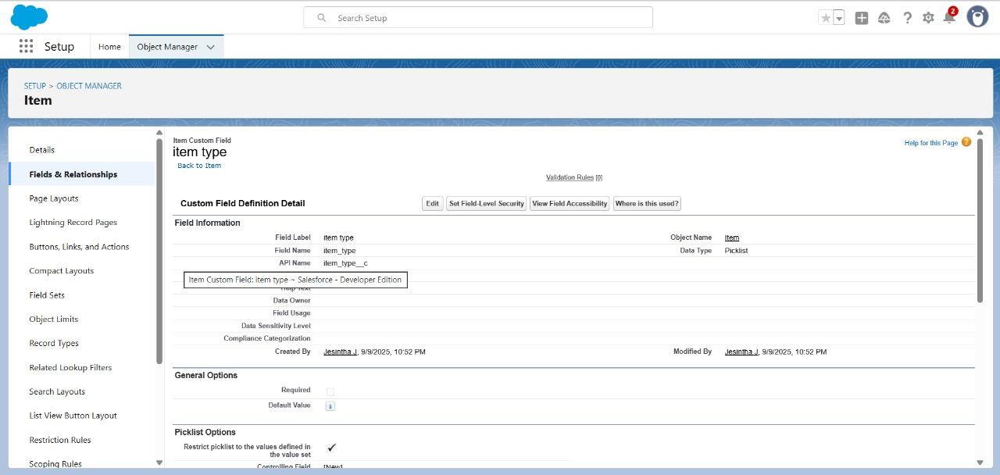 Search Setup
2
Setup
Home
Object Manager
SETUP > OBJECT MANAGER
Item
Details
Fields & Relationships
Page Layouts
Lightning Record Pages
Buttons, Links, and Actions
Compact Layouts
Field Sets
Object Limits
Record Types
Related Lookup Filters
Search Layouts
List View Button Layout
Restriction Rules
Scoping Rules
Item Custom Field
item type
Back to Item
Help for this Page ?
Validation Rules [0]
Custom Field Definition Detail
Edit
Set Field-Level Security
View Field Accessibility
Where is this used?
Field Information
Field Label item type Object Name Item
Field Name item_type Data Type Picklist
API Name item_type__c
Item Custom Field: item type ~ Salesforce - Developer Edition
Help Text
Data Owner
Field Usage
Data Sensitivity Level
Compliance Categorization
Created By Jesintha J, 9/9/2025, 10:52 PM Modified By Jesintha J, 9/9/2025, 10:52 PM
General Options
Required
Default Value
Picklist Options
Restrict picklist to the values defined in
the value set
Controlling Field [New]